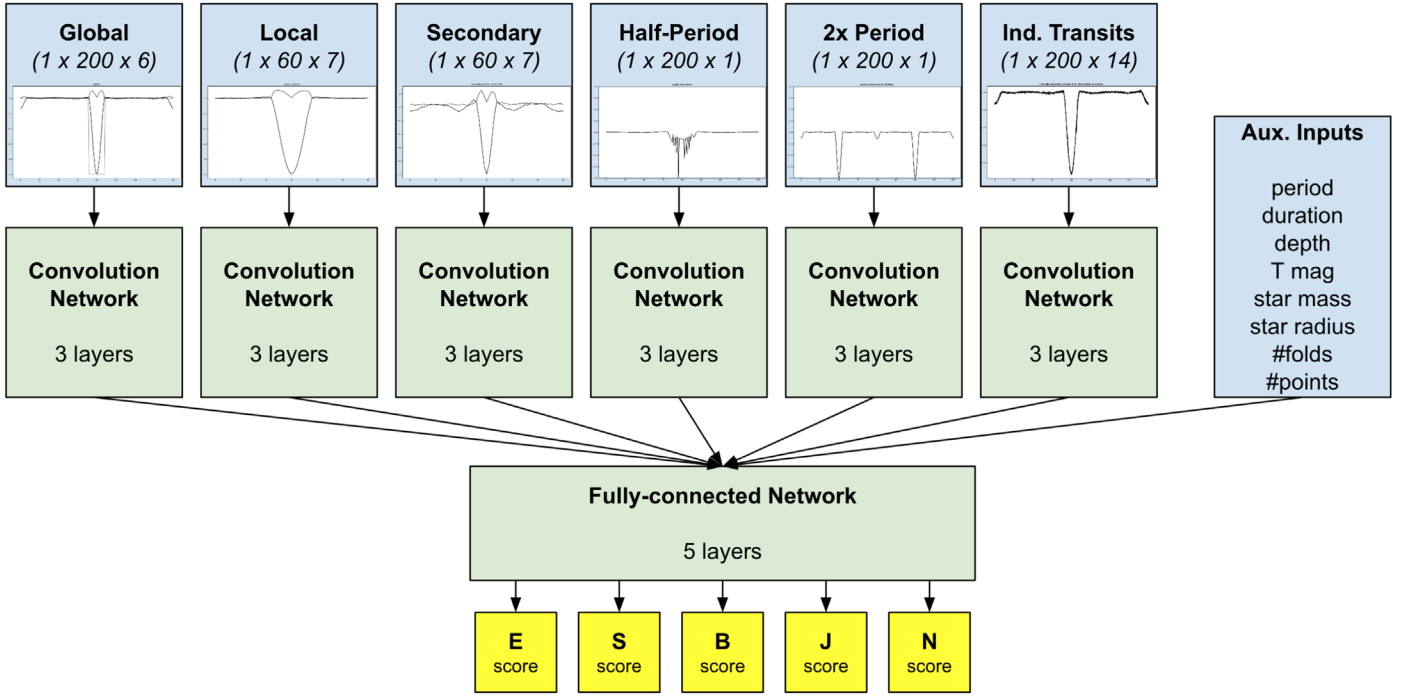 Global
(1 x 200 x 6)
Local
(1 x 60 x 7)
Secondary
(1 x 60 x 7)
Half-Period
(1 x 200 x 1)
2x Period
(1 x 200 x 1)
Ind. Transits
(1 x 200 x 14)
Aux. Inputs
period
duration
depth
T mag
star mass
star radius
#folds
#points
Convolution
Network
3 layers
Convolution
Network
3 layers
Convolution
Network
3 layers
Convolution
Network
3 layers
Convolution
Network
3 layers
Convolution
Network
3 layers
Fully-connected Network
5 layers
E
score
S
score
B
score
J
score
N
score